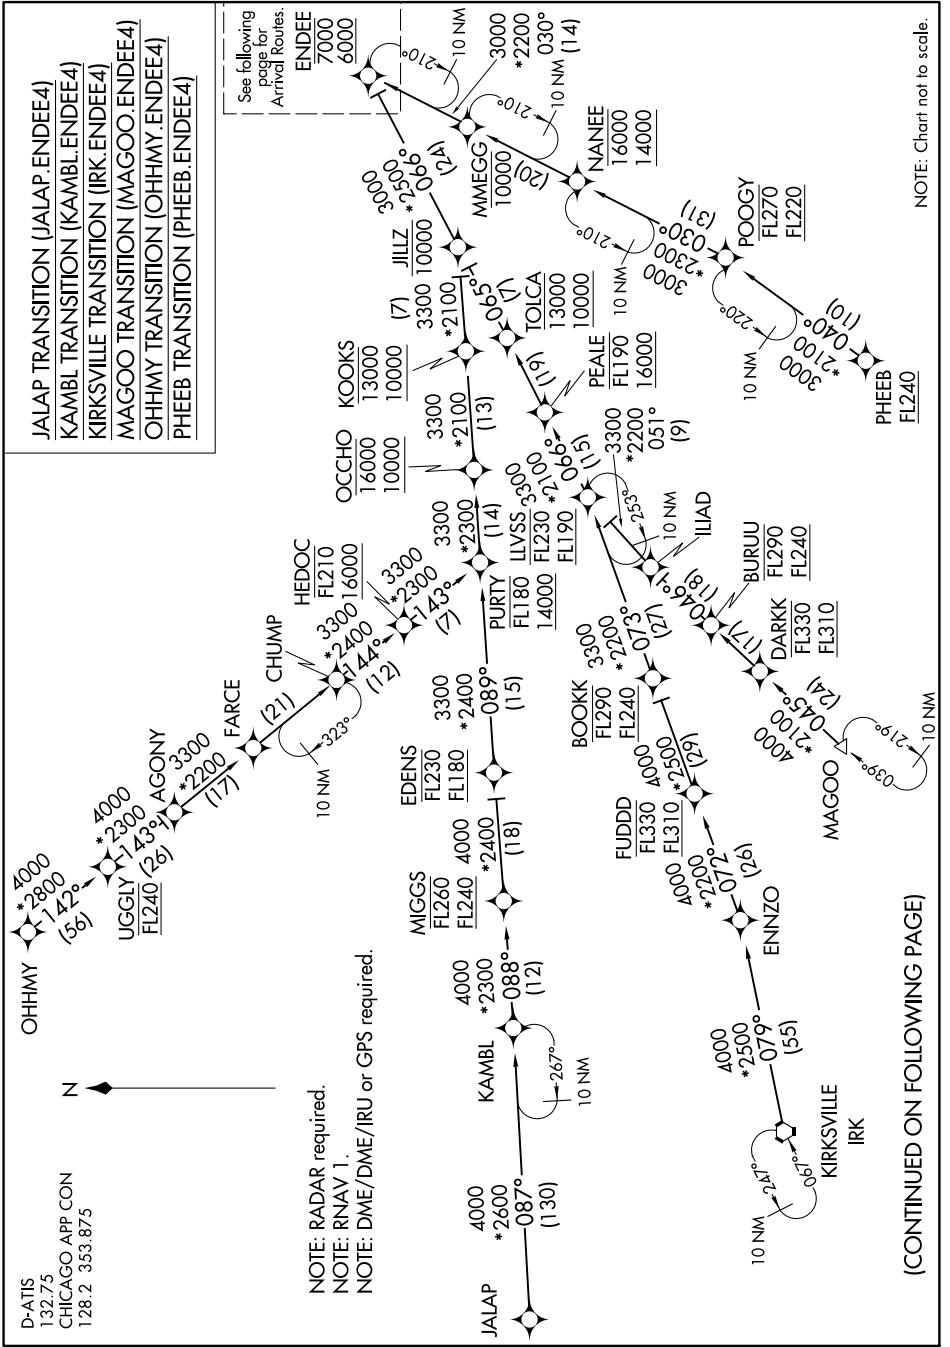 D-ATIS
132.75
CHICAGO APP CON
128.2 353.875
N
JALAP TRANSITION (JALAP.ENDEE4)
KAMBL TRANSITION (KAMBL.ENDEE4)
KIRKSVILLE TRANSITION (IRK.ENDEE4)
MAGOO TRANSITION (MAGOO.ENDEE4)
OHHMY TRANSITION (OHHMY.ENDEE4)
PHEEB TRANSITION (PHEEB.ENDEE4)
See following
page for
Arrival Routes.
ENDEE
7000
6000
NOTE: RADAR required.
NOTE: RNAV 1.
NOTE: DME/DME/IRU or GPS required.
OHHMY
4000
*2800
142°
(56)
UGGLY
FL240
4000
*2300
143°
(26)
AGONY
3300
*2200
(17)
FARCE
(21)
CHUMP
10 NM
323°
3300
*2400
144°
(12)
HEDOC
FL210
16000
3300
*2300
143°
(7)
JALAP
4000
*2600
087°
(130)
KAMBL
267°
10 NM
4000
*2300
088°
(12)
MIGGS
FL260
FL240
4000
*2400
(18)
EDENS
FL230
FL180
3300
*2400
089°
(15)
PURTY
FL180
14000
3300
*2300
(14)
OCCHO
16000
10000
3300
*2100
(13)
KOOKS
13000
10000
(7)
3300
*2100
JILLZ
10000
3000
*2500
066°
(24)
KIRKSVILLE
IRK
10 NM
247°
067°
4000
*2500
079°
(55)
ENNZO
4000
*2200
072°
(26)
FUDDD
FL330
FL310
4000
*2500
(29)
BOOKK
FL290
FL240
3300
*2200
073°
(27)
LLVSS
FL230
FL190
253°
10 NM
3300
*2100
066°
(15)
PEALE
FL190
16000
(19)
TOLCA
13000
10000
065°
(7)
MAGOO
039°
219°
10 NM
4000
*2100
045°
(24)
DARKK
FL330
FL310
(17)
BURUU
FL290
FL240
046°
(18)
ILIAD
3300
*2200
051°
(9)
PHEEB
FL240
3000
*2100
040°
(10)
POOGY
FL270
FL220
220°
10 NM
3000
*2300
030°
(31)
NANEE
16000
14000
210°
10 NM
(20)
MMEGG
10000
210°
10 NM
3000
*2200
030°
(14)
210°
10 NM
(CONTINUED ON FOLLOWING PAGE)
NOTE: Chart not to scale.